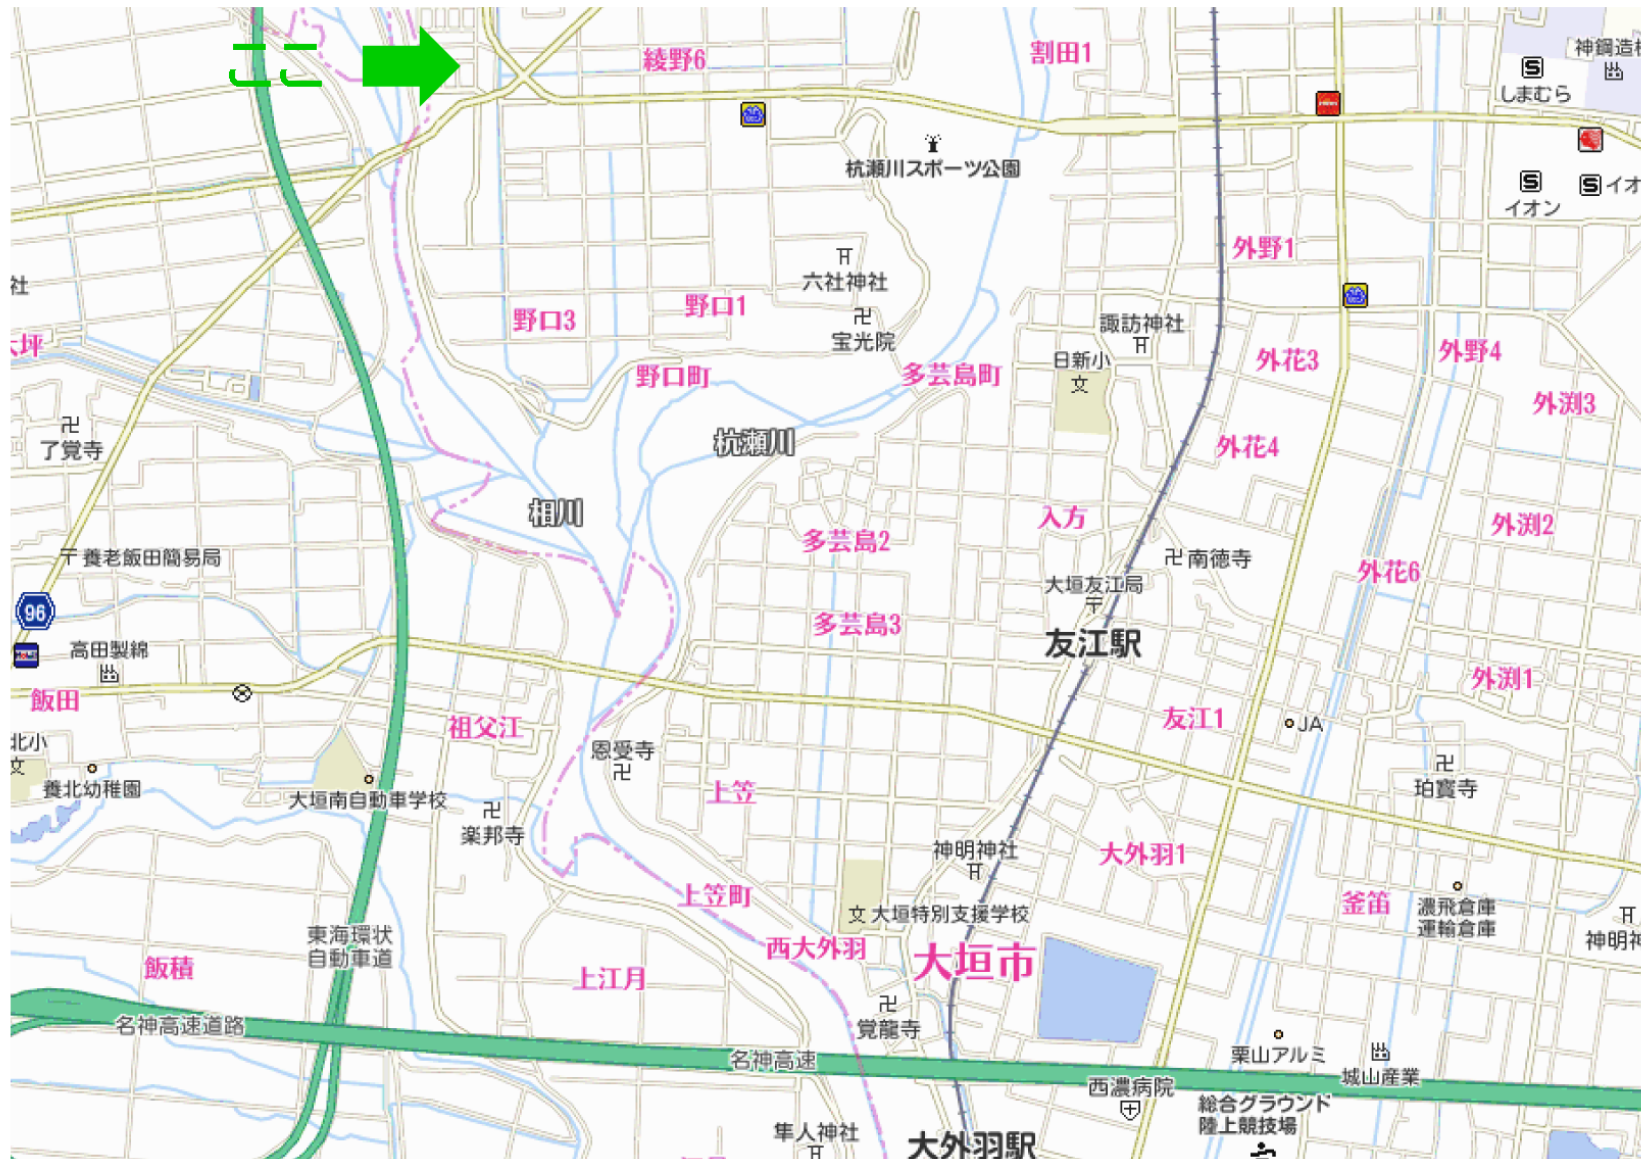 ここ
綾野6
割田1
しまむら
杭瀬川スポーツ公園
イオン
外野1
六社神社
野口3
野口1
宝光院
諏訪神社
日新小
文
外花3
外野4
野口町
多芸島町
外渕3
了覚寺
杭瀬川
外花4
相川
入方
外渕2
多芸島2
養老飯田簡易局
南徳寺
外花6
大垣友江局
96
多芸島3
友江駅
高田製綿
飯田
外渕1
祖父江
友江1
JA
北小
文
恩受寺
養北幼稚園
大垣南自動車学校
上笠
珀寳寺
楽邦寺
神明神社
大外羽1
上笠町
釜笛
濃飛倉庫
運輸倉庫
文 大垣特別支援学校
東海環状
自動車道
西大外羽
大垣市
飯積
上江月
覚龍寺
名神高速道路
名神高速
栗山アルミ
城山産業
西濃病院
総合グラウンド
陸上競技場
隼人神社
大外羽駅